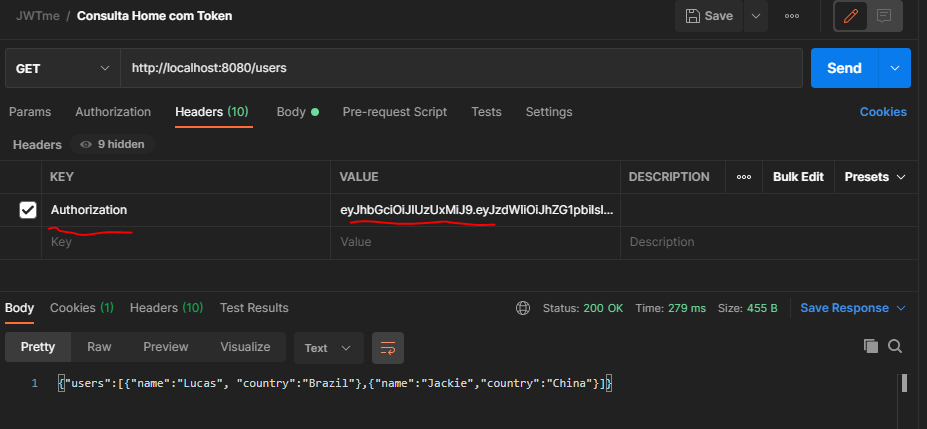 JWTme / Consulta Home com Token
Save
GET http://localhost:8080/users Send
Params Authorization Headers (10) Body Pre-request Script Tests Settings Cookies
Headers 9 hidden
KEY VALUE DESCRIPTION Bulk Edit Presets
Authorization eyJhbGciOiJIUzUxMiJ9.eyJzdWIiOiJhZG1pbiIsI...
Key Value Description
Body Cookies (1) Headers (10) Test Results Status: 200 OK Time: 279 ms Size: 455 B Save Response
Pretty Raw Preview Visualize Text
1 {"users":[{"name":"Lucas", "country":"Brazil"},{"name":"Jackie","country":"China"}]}